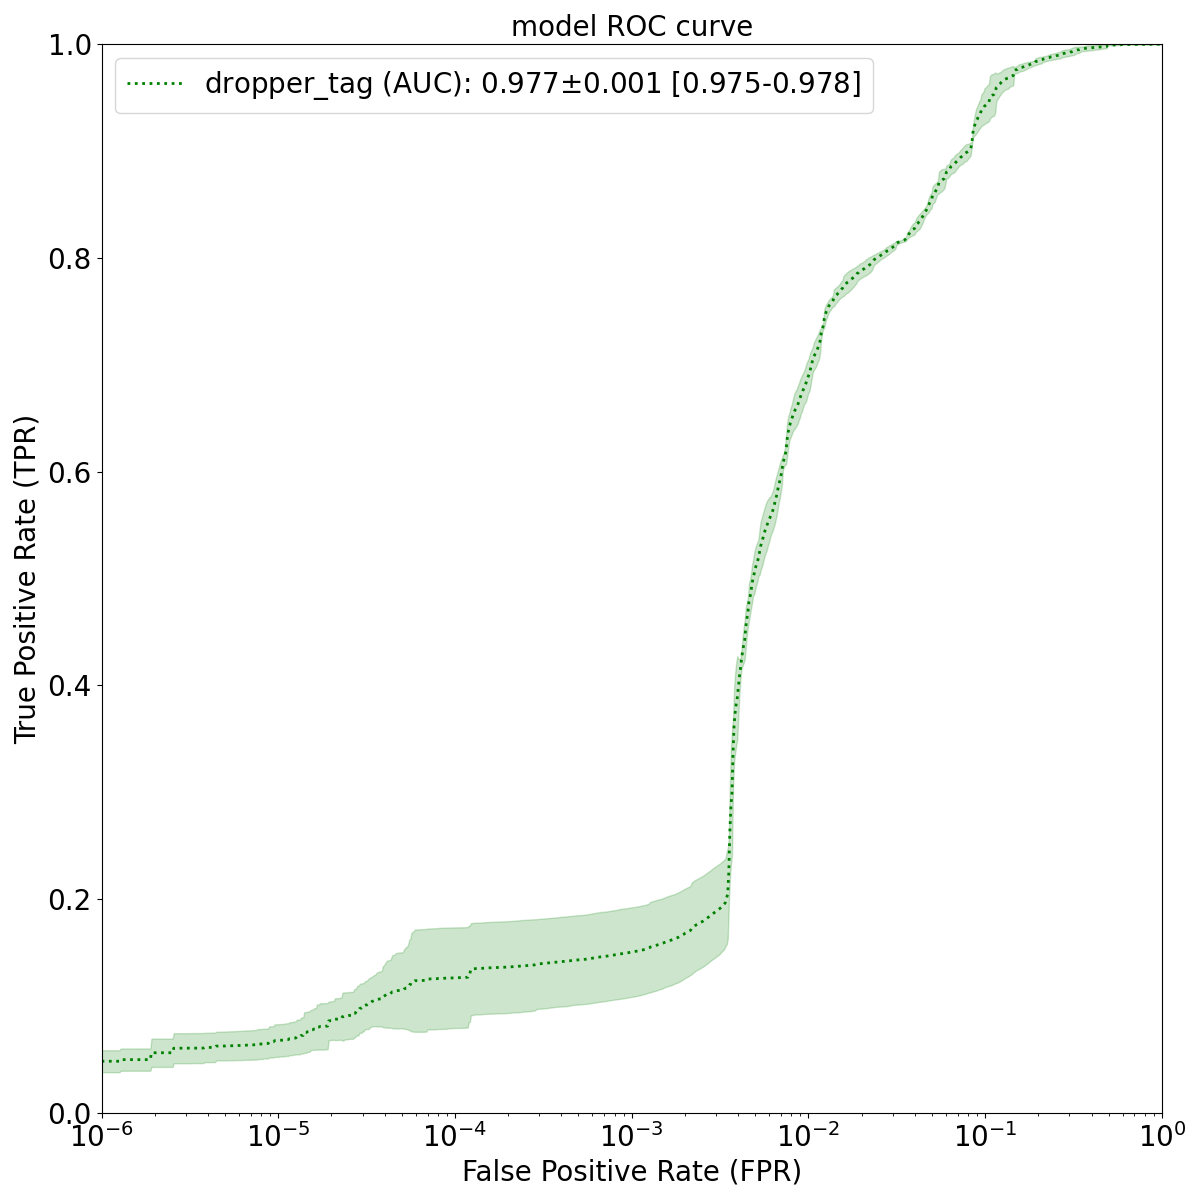 model ROC curve
dropper_tag (AUC): 0.977±0.001 [0.975-0.978]
True Positive Rate (TPR)
1.0
0.8
0.6
0.4
0.2
0.0
10⁻⁶ 10⁻⁵ 10⁻⁴ 10⁻³ 10⁻² 10⁻¹ 10⁰
False Positive Rate (FPR)